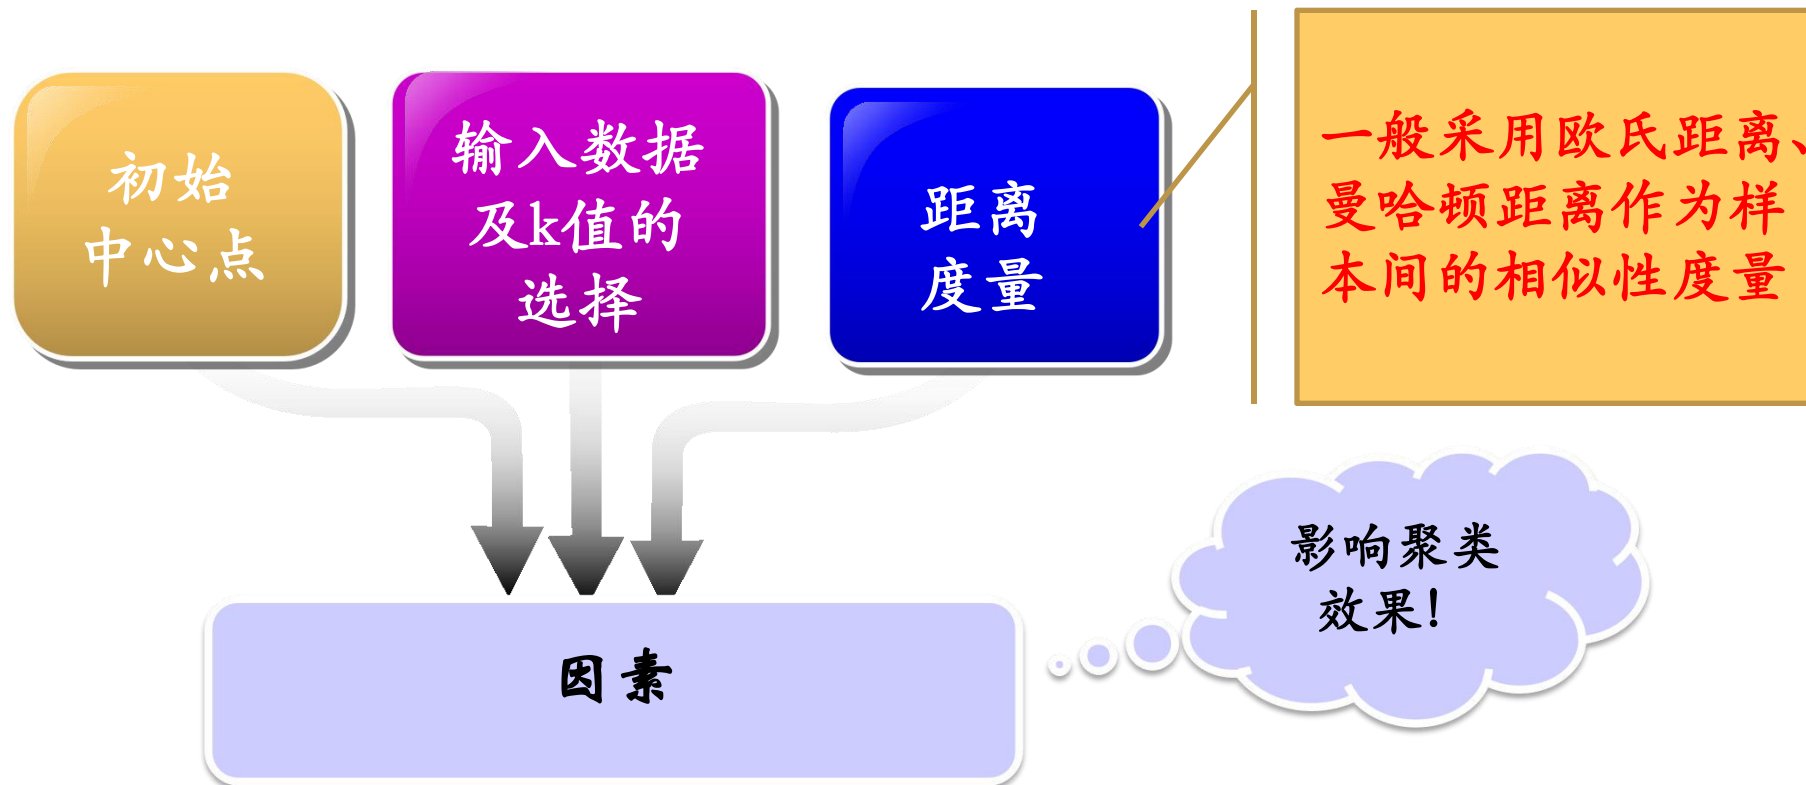 初始
中心点
输入数据
及k值的
选择
距离
度量
一般采用欧氏距离、
曼哈顿距离作为样
本间的相似性度量
影响聚类
效果!
因素